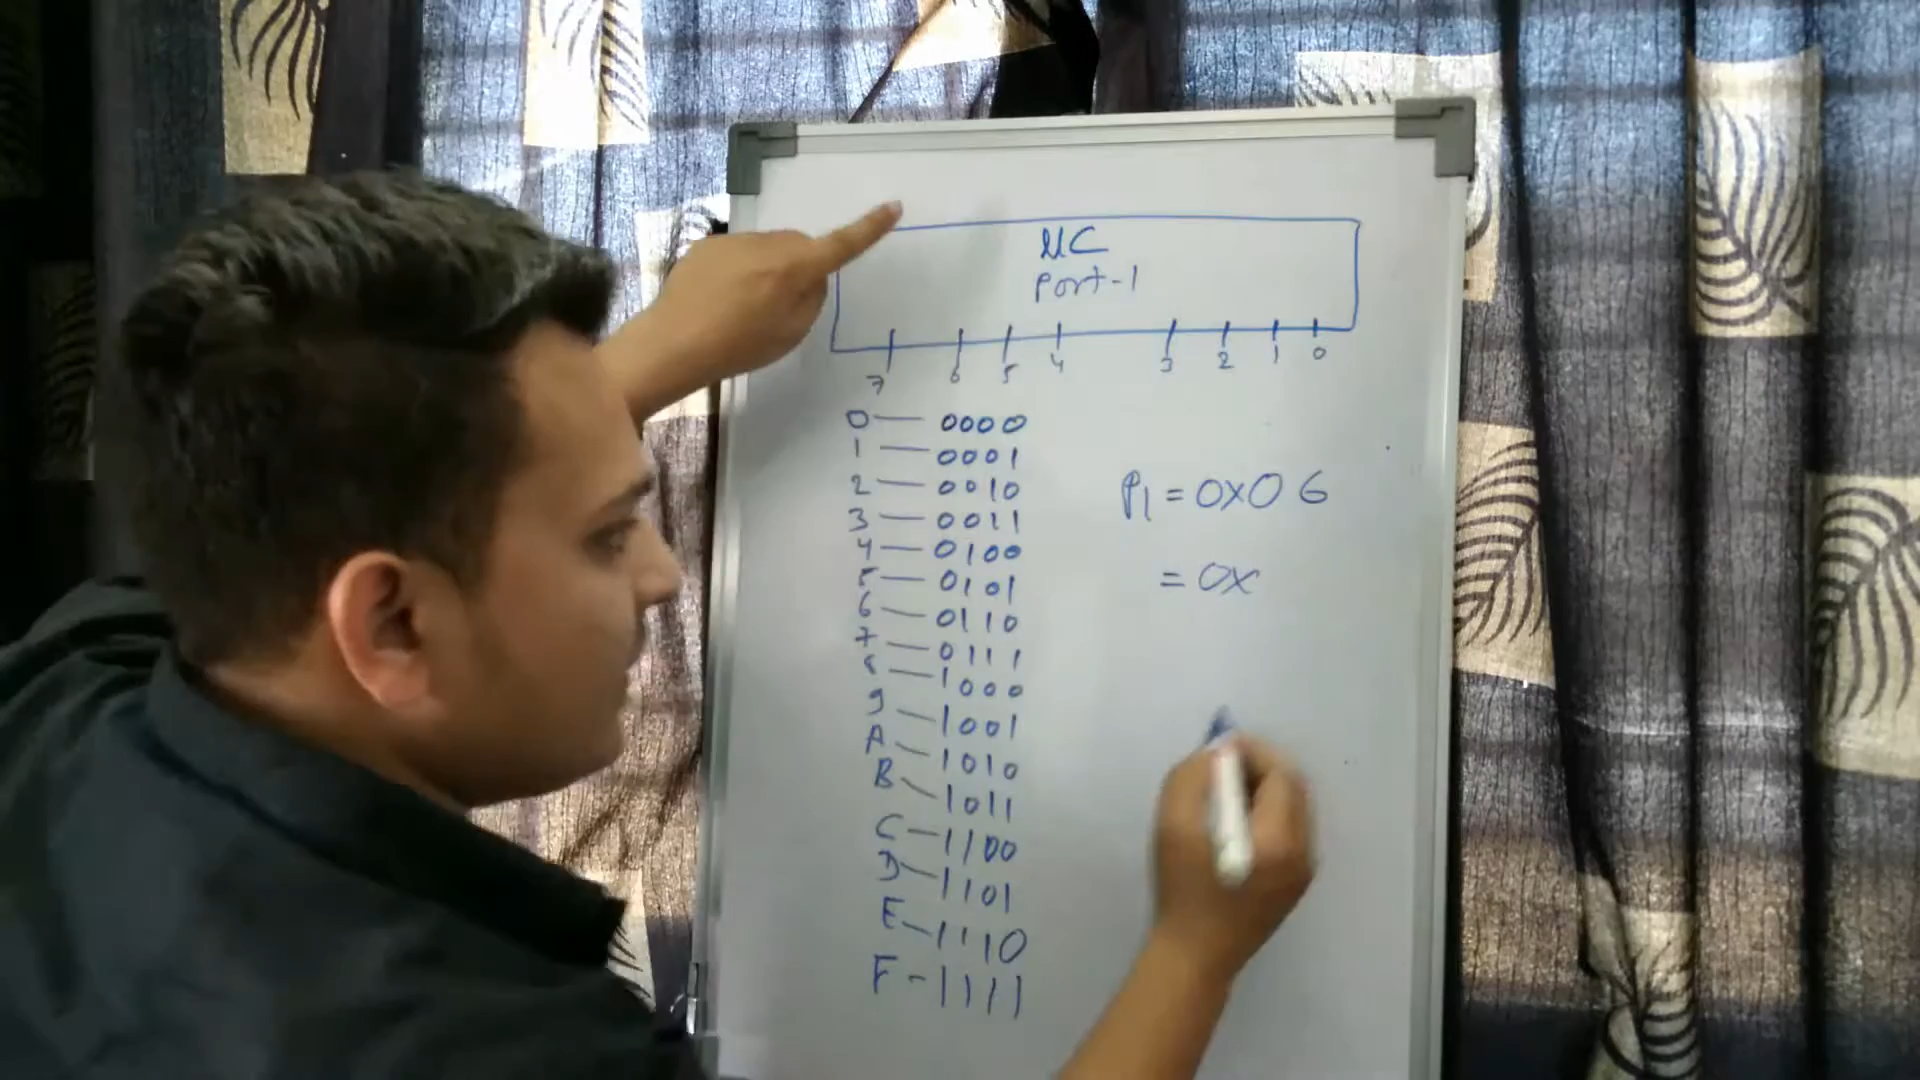 µC
Port-1
7 6 5 4 3 2 1 0
0 — 0000
1 — 0001
2 — 0010
3 — 0011
4 — 0100
5 — 0101
6 — 0110
7 — 0111
8 — 1000
9 — 1001
A — 1010
B — 1011
C — 1100
D — 1101
E — 1110
F - 1111
P1 = 0x06
= 0x